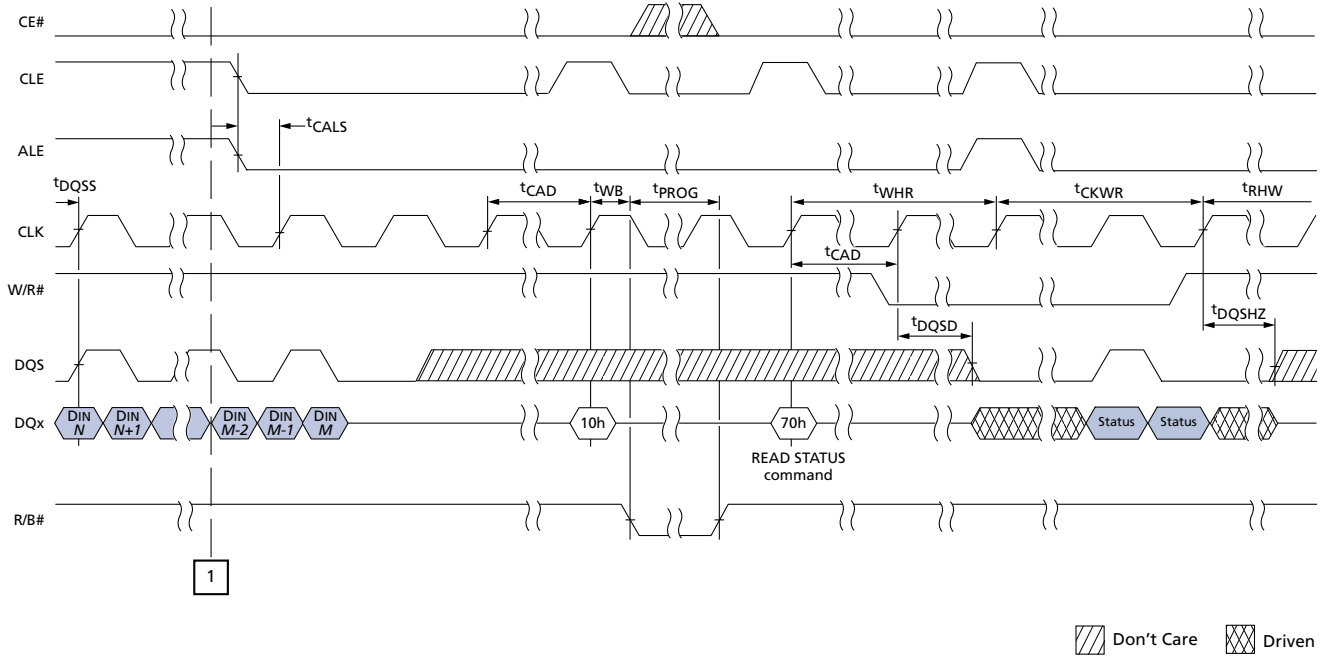 CE#
CLE
tCALS
ALE
tDQSS
tCAD
tWB
tPROG
tWHR
tCKWR
tRHW
CLK
tCAD
W/R#
tDQSD
tDQSHZ
DQS
DQx
DIN N
DIN N+1
DIN M-2
DIN M-1
DIN M
10h
70h
Status
Status
READ STATUS
command
R/B#
1
Don't Care
Driven